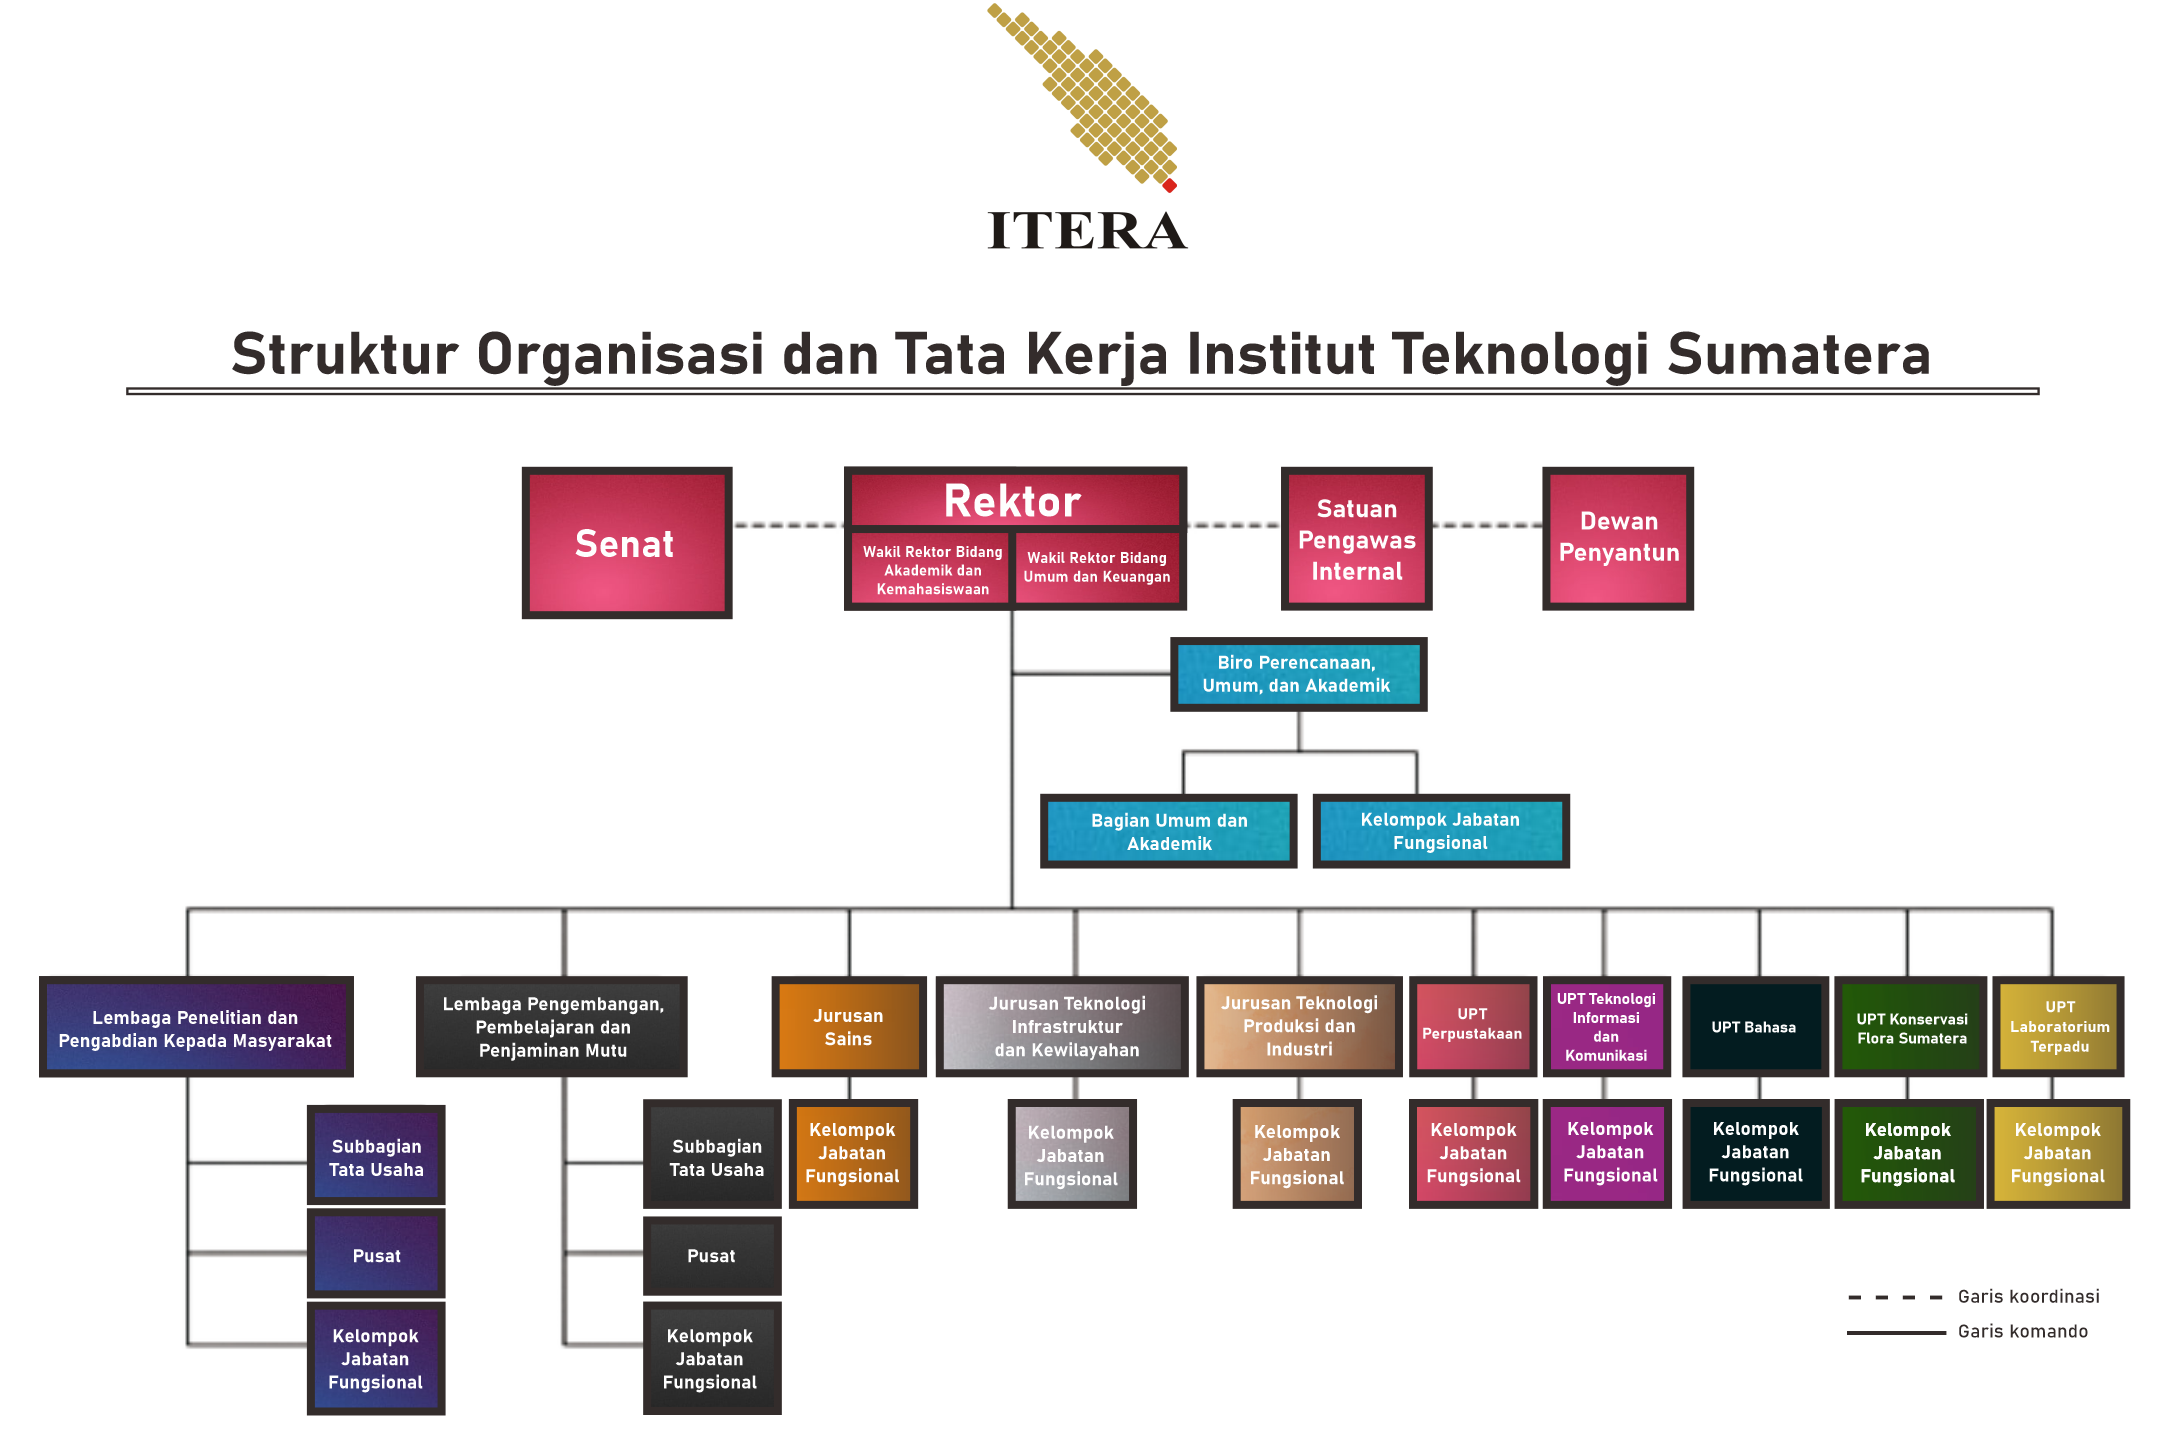 ITERA
Struktur Organisasi dan Tata Kerja Institut Teknologi Sumatera
Senat
Rektor
Wakil Rektor Bidang
Akademik dan
Kemahasiswaan
Wakil Rektor Bidang
Umum dan Keuangan
Satuan
Pengawas
Internal
Dewan
Penyantun
Biro Perencanaan,
Umum, dan Akademik
Bagian Umum dan
Akademik
Kelompok Jabatan
Fungsional
Lembaga Penelitian dan
Pengabdian Kepada Masyarakat
Lembaga Pengembangan,
Pembelajaran dan
Penjaminan Mutu
Jurusan
Sains
Jurusan Teknologi
Infrastruktur
dan Kewilayahan
Jurusan Teknologi
Produksi dan
Industri
UPT
Perpustakaan
UPT Teknologi
Informasi
dan
Komunikasi
UPT Bahasa
UPT Konservasi
Flora Sumatera
UPT
Laboratorium
Terpadu
Subbagian
Tata Usaha
Pusat
Kelompok
Jabatan
Fungsional
Subbagian
Tata Usaha
Pusat
Kelompok
Jabatan
Fungsional
Kelompok
Jabatan
Fungsional
Kelompok
Jabatan
Fungsional
Kelompok
Jabatan
Fungsional
Kelompok
Jabatan
Fungsional
Kelompok
Jabatan
Fungsional
Kelompok
Jabatan
Fungsional
Kelompok
Jabatan
Fungsional
Kelompok
Jabatan
Fungsional
Garis koordinasi
Garis komando